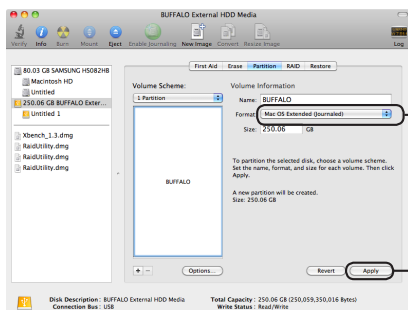 BUFFALO External HDD Media
Verify Info Burn Mount Eject Enable Journaling New Image Convert Resize Image Log
First Aid Erase Partition RAID Restore
80.03 GB SAMSUNG HS082HB
Macintosh HD
Untitled
250.06 GB BUFFALO Exter...
Untitled 1
Xbench_1.3.dmg
RaidUtility.dmg
RaidUtility.dmg
RaidUtility.dmg
Volume Scheme:
1 Partition
BUFFALO
+ - Options...
Volume Information
Name: BUFFALO
Format: Mac OS Extended (Journaled)
Size: 250.06 GB
To partition the selected disk, choose a volume scheme.
Set the name, format, and size for each volume. Then click
Apply.
A new partition will be created.
Size: 250.06 GB
Revert Apply
Disk Description : BUFFALO External HDD Media Total Capacity : 250.06 GB (250,059,350,016 Bytes)
Connection Bus : USB Write Status : Read/Write